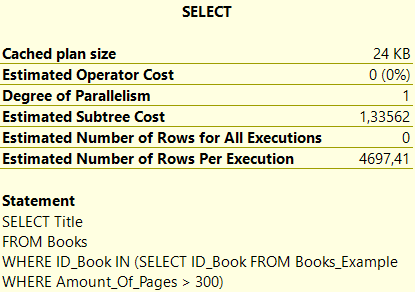 SELECT
Cached plan size 24 KB
Estimated Operator Cost 0 (0%)
Degree of Parallelism 1
Estimated Subtree Cost 1,33562
Estimated Number of Rows for All Executions 0
Estimated Number of Rows Per Execution 4697,41
Statement
SELECT Title
FROM Books
WHERE ID_Book IN (SELECT ID_Book FROM Books_Example
WHERE Amount_Of_Pages > 300)